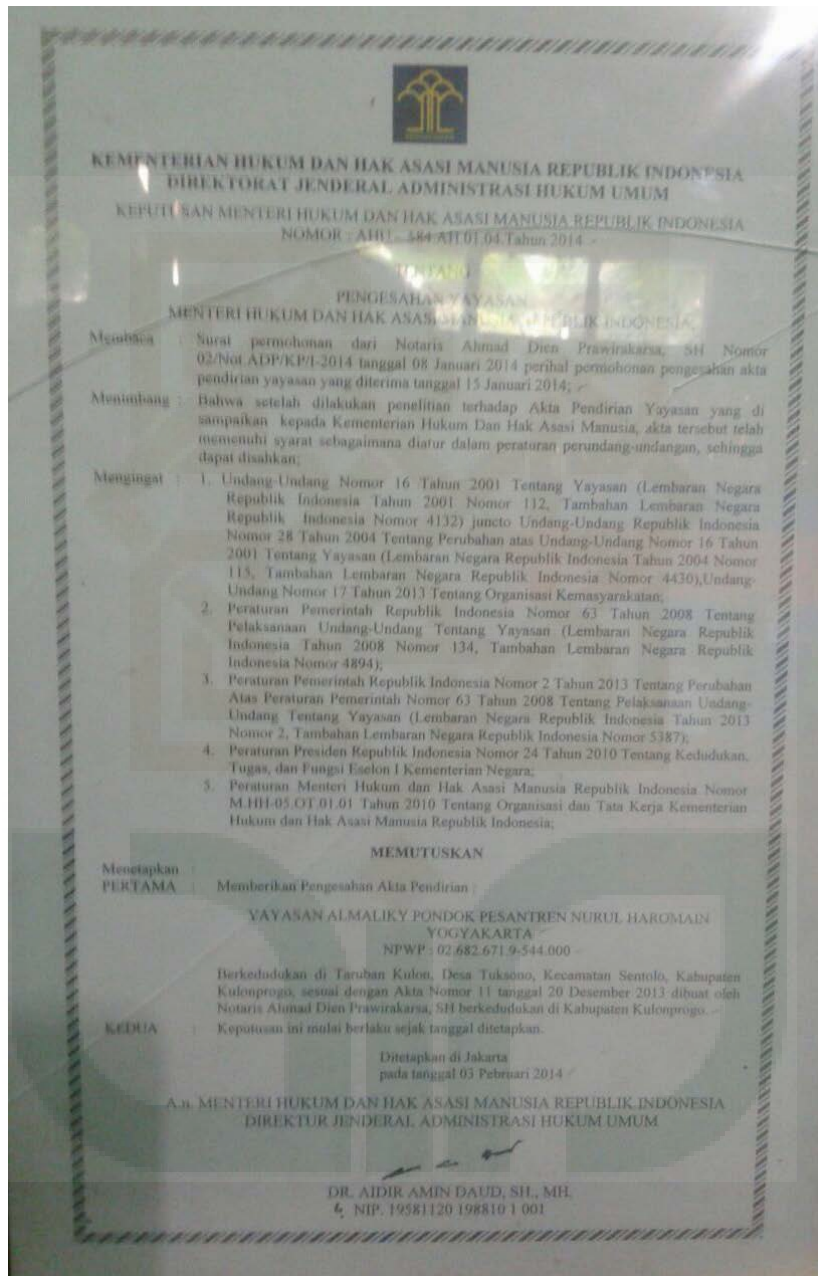 KEMENTERIAN HUKUM DAN HAK ASASI MANUSIA REPUBLIK INDONESIA
DIREKTORAT JENDERAL ADMINISTRASI HUKUM UMUM
KEPUTUSAN MENTERI HUKUM DAN HAK ASASI MANUSIA REPUBLIK INDONESIA
NOMOR : AHU - 584.AH.01.04.Tahun 2014
TENTANG
PENGESAHAN YAYASAN
MENTERI HUKUM DAN HAK ASASI MANUSIA REPUBLIK INDONESIA,
Membaca : Surat permohonan dari Notaris Ahmad Dien Prawirakarsa, SH Nomor
02/Not.ADP/KP/I-2014 tanggal 08 Januari 2014 perihal permohonan pengesahan akta
pendirian yayasan yang diterima tanggal 15 Januari 2014;
Menimbang : Bahwa setelah dilakukan penelitian terhadap Akta Pendirian Yayasan yang di
sampaikan kepada Kementerian Hukum Dan Hak Asasi Manusia, akta tersebut telah
memenuhi syarat sebagaimana diatur dalam peraturan perundang-undangan, sehingga
dapat disahkan;
Mengingat : 1. Undang-Undang Nomor 16 Tahun 2001 Tentang Yayasan (Lembaran Negara
Republik Indonesia Tahun 2001 Nomor 112, Tambahan Lembaran Negara
Republik Indonesia Nomor 4132) juncto Undang-Undang Republik Indonesia
Nomor 28 Tahun 2004 Tentang Perubahan atas Undang-Undang Nomor 16 Tahun
2001 Tentang Yayasan (Lembaran Negara Republik Indonesia Tahun 2004 Nomor
115, Tambahan Lembaran Negara Republik Indonesia Nomor 4430),Undang-
Undang Nomor 17 Tahun 2013 Tentang Organisasi Kemasyarakatan;
2. Peraturan Pemerintah Republik Indonesia Nomor 63 Tahun 2008 Tentang
Pelaksanaan Undang-Undang Tentang Yayasan (Lembaran Negara Republik
Indonesia Tahun 2008 Nomor 134, Tambahan Lembaran Negara Republik
Indonesia Nomor 4894);
3. Peraturan Pemerintah Republik Indonesia Nomor 2 Tahun 2013 Tentang Perubahan
Atas Peraturan Pemerintah Nomor 63 Tahun 2008 Tentang Pelaksanaan Undang-
Undang Tentang Yayasan (Lembaran Negara Republik Indonesia Tahun 2013
Nomor 2, Tambahan Lembaran Negara Republik Indonesia Nomor 5387);
4. Peraturan Presiden Republik Indonesia Nomor 24 Tahun 2010 Tentang Kedudukan,
Tugas, dan Fungsi Eselon I Kementerian Negara;
5. Peraturan Menteri Hukum dan Hak Asasi Manusia Republik Indonesia Nomor
M.HH-05.OT.01.01 Tahun 2010 Tentang Organisasi dan Tata Kerja Kementerian
Hukum dan Hak Asasi Manusia Republik Indonesia;
MEMUTUSKAN
Menetapkan :
PERTAMA : Memberikan Pengesahan Akta Pendirian :
YAYASAN ALMALIKY PONDOK PESANTREN NURUL HAROMAIN
YOGYAKARTA
NPWP : 02.682.671.9-544.000
Berkedudukan di Taruban Kulon, Desa Tuksono, Kecamatan Sentolo, Kabupaten
Kulonprogo, sesuai dengan Akta Nomor 11 tanggal 20 Desember 2013 dibuat oleh
Notaris Ahmad Dien Prawirakarsa, SH berkedudukan di Kabupaten Kulonprogo.
KEDUA : Keputusan ini mulai berlaku sejak tanggal ditetapkan.
Ditetapkan di Jakarta
pada tanggal 03 Pebruari 2014
A.n. MENTERI HUKUM DAN HAK ASASI MANUSIA REPUBLIK INDONESIA
DIREKTUR JENDERAL ADMINISTRASI HUKUM UMUM
DR. AIDIR AMIN DAUD, SH., MH.
NIP. 19581120 198810 1 001